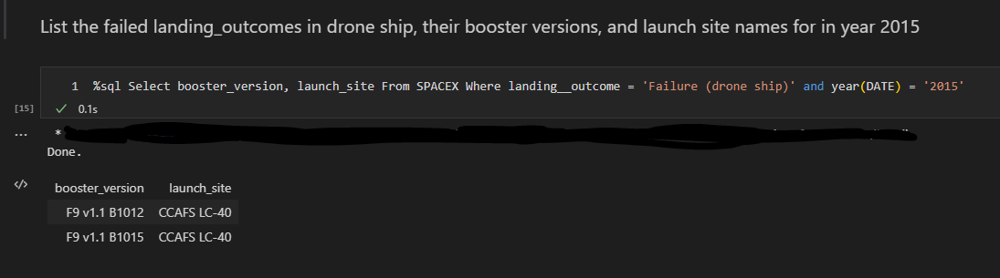 List the failed landing_outcomes in drone ship, their booster versions, and launch site names for in year 2015
1 %sql Select booster_version, launch_site From SPACEX Where landing__outcome = 'Failure (drone ship)' and year(DATE) = '2015'
[15] ✓ 0.1s
... *
Done.
</> booster_version launch_site
F9 v1.1 B1012 CCAFS LC-40
F9 v1.1 B1015 CCAFS LC-40